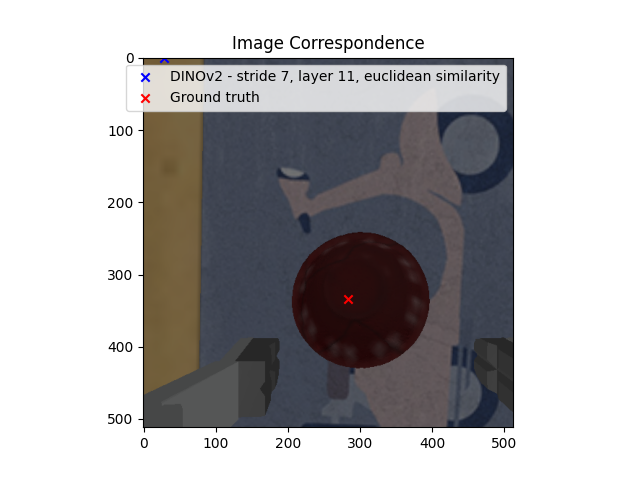 Image Correspondence
DINOv2 - stride 7, layer 11, euclidean similarity
Ground truth
0
100
200
300
400
500
0 100 200 300 400 500